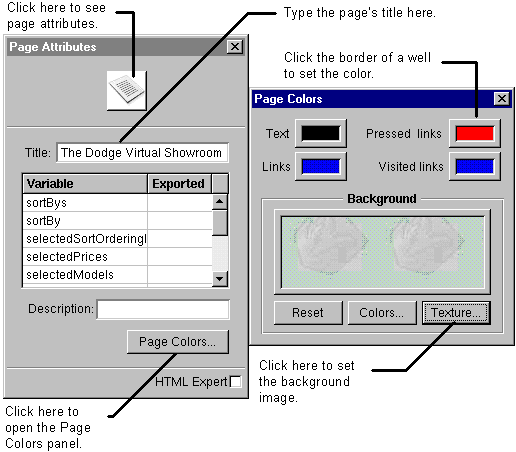 Click here to see
page attributes.
Type the page's title here.
Page Attributes
Click the border of a well
to set the color.
Page Colors
Text
Pressed links
Links
Visited links
Title:
The Dodge Virtual Showroom
Variable
Exported
sortBys
sortBy
selectedSortOrderingI
selectedPrices
selectedModels
Background
Description:
Reset
Colors...
Texture...
Page Colors...
Click here to set
the background
image.
HTML Expert
Click here to
open the Page
Colors panel.